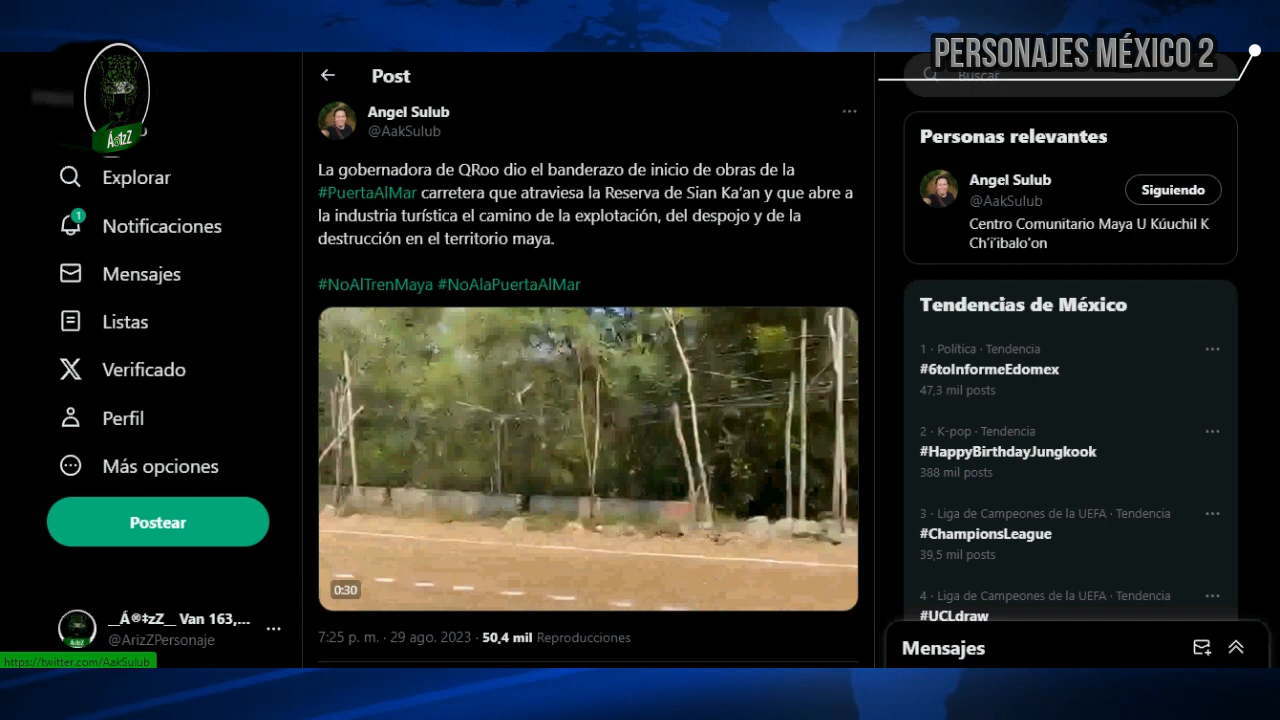 PERSONAJES MÉXICO 2
Á®‡zZ
Explorar
1
Notificaciones
Mensajes
Listas
Verificado
Perfil
Más opciones
Postear
__Á®‡zZ__ Van 163,...
@ArizZPersonaje
https://twitter.com/AakSulub
Post
Angel Sulub
@AakSulub
La gobernadora de QRoo dio el banderazo de inicio de obras de la
#PuertaAlMar carretera que atraviesa la Reserva de Sian Ka’an y que abre a
la industria turística el camino de la explotación, del despojo y de la
destrucción en el territorio maya.
#NoAlTrenMaya #NoAlaPuertaAlMar
0:30
7:25 p. m. · 29 ago. 2023 · 50,4 mil Reproducciones
Buscar
Personas relevantes
Angel Sulub
@AakSulub
Siguiendo
Centro Comunitario Maya U Kúuchil K
Ch’i’ibalo’on
Tendencias de México
1 · Política · Tendencia
#6toInformeEdomex
47,3 mil posts
2 · K-pop · Tendencia
#HappyBirthdayJungkook
388 mil posts
3 · Liga de Campeones de la UEFA · Tendencia
#ChampionsLeague
39,5 mil posts
4 · Liga de Campeones de la UEFA · Tendencia
#UCLdraw
Mensajes